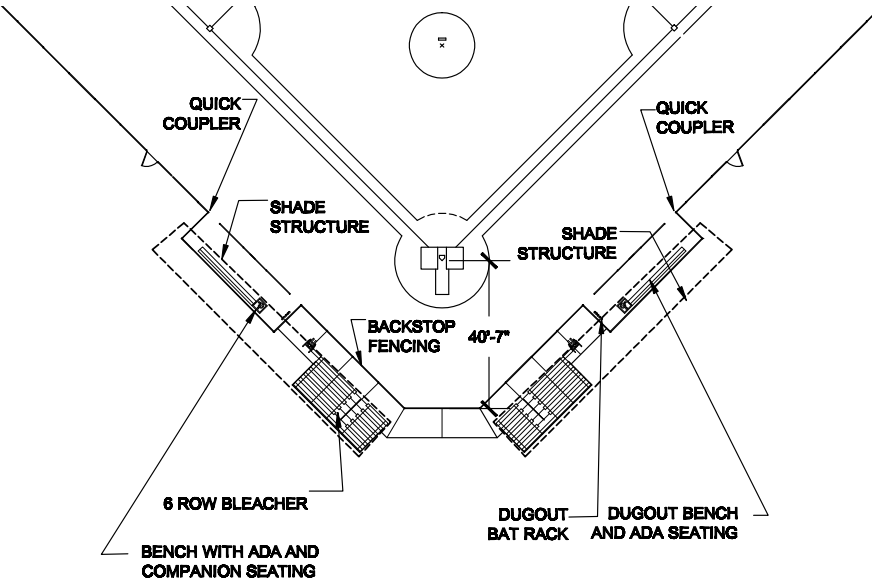 QUICK
COUPLER
QUICK
COUPLER
SHADE
STRUCTURE
SHADE
STRUCTURE
BACKSTOP
FENCING
40'-7"
6 ROW BLEACHER
DUGOUT
BAT RACK
DUGOUT BENCH
AND ADA SEATING
BENCH WITH ADA AND
COMPANION SEATING